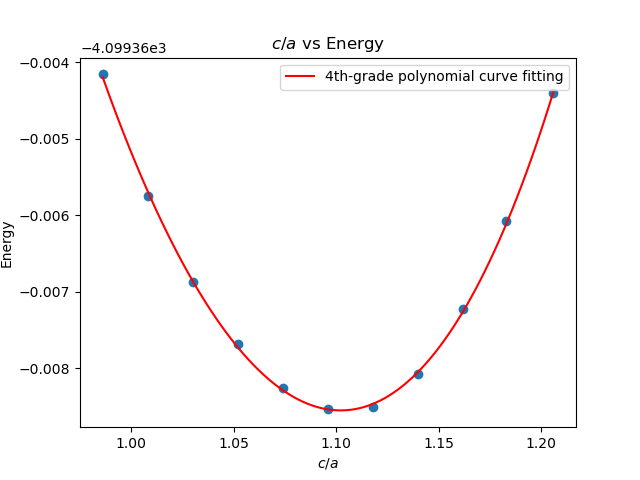 c/a vs Energy
−4.09936e3
4th-grade polynomial curve fitting
−0.004
−0.005
−0.006
−0.007
−0.008
Energy
1.00 1.05 1.10 1.15 1.20
c/a